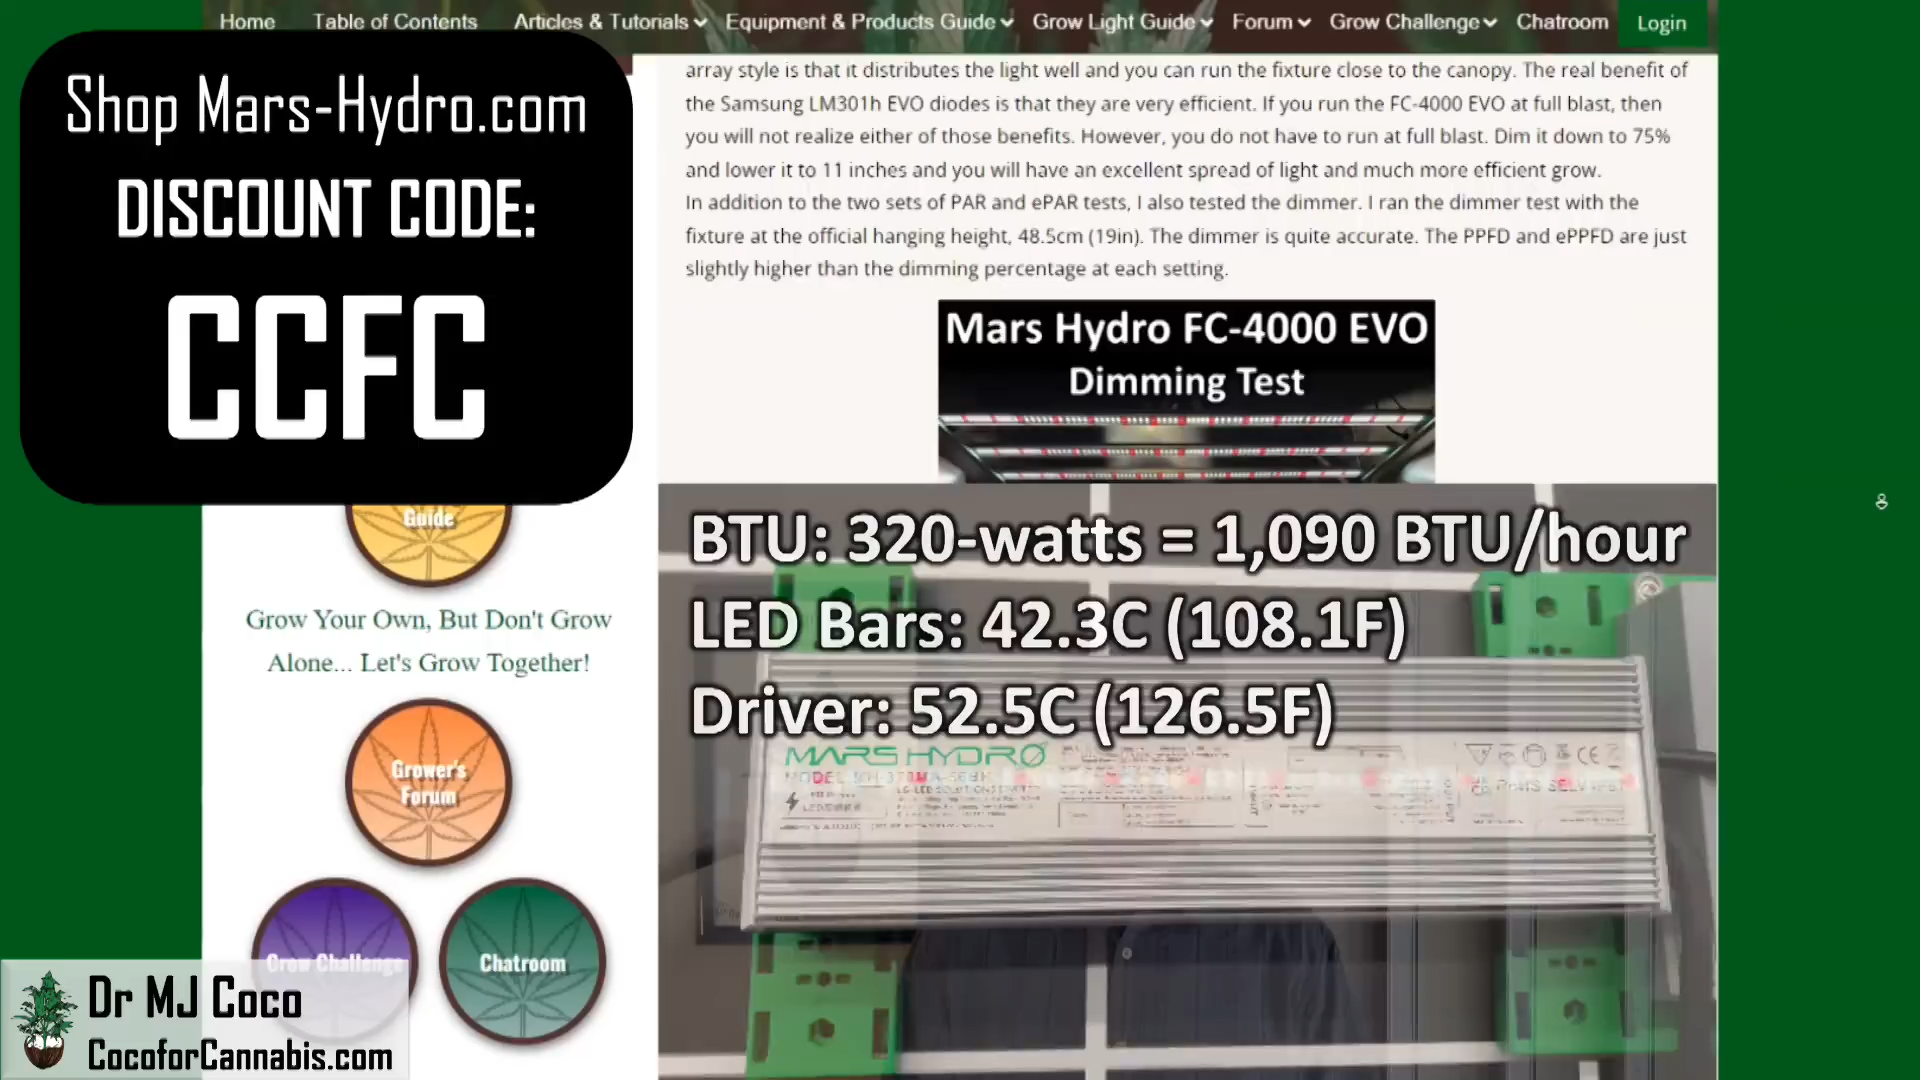 Home Table of Contents Articles & Tutorials Equipment & Products Guide Grow Light Guide Forum Grow Challenge Chatroom Login
Shop Mars-Hydro.com
DISCOUNT CODE:
CCFC
array style is that it distributes the light well and you can run the fixture close to the canopy. The real benefit of
the Samsung LM301h EVO diodes is that they are very efficient. If you run the FC-4000 EVO at full blast, then
you will not realize either of those benefits. However, you do not have to run at full blast. Dim it down to 75%
and lower it to 11 inches and you will have an excellent spread of light and much more efficient grow.
In addition to the two sets of PAR and ePAR tests, I also tested the dimmer. I ran the dimmer test with the
fixture at the official hanging height, 48.5cm (19in). The dimmer is quite accurate. The PPFD and ePPFD are just
slightly higher than the dimming percentage at each setting.
Mars Hydro FC-4000 EVO
Dimming Test
Guide
Grow Your Own, But Don't Grow
Alone... Let's Grow Together!
Grower's
Forum
Grow Challenge
Chatroom
BTU: 320-watts = 1,090 BTU/hour
LED Bars: 42.3C (108.1F)
Driver: 52.5C (126.5F)
MARS HYDRO
Dr MJ Coco
CocoforCannabis.com